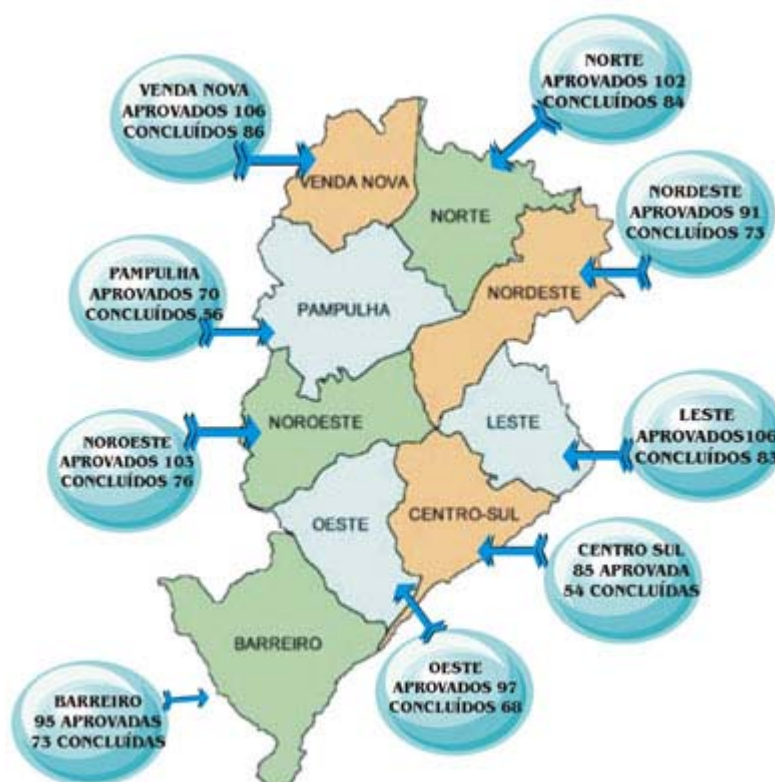 NORTE
APROVADOS 102
CONCLUÍDOS 84
VENDA NOVA
APROVADOS 106
CONCLUÍDOS 86
VENDA NOVA
NORTE
NORDESTE
APROVADOS 91
CONCLUÍDOS 73
PAMPULHA
APROVADOS 70
CONCLUÍDOS 56
PAMPULHA
NORDESTE
NOROESTE
APROVADOS 103
CONCLUÍDOS 76
NOROESTE
LESTE
LESTE
APROVADOS106
CONCLUÍDOS 83
OESTE
CENTRO-SUL
CENTRO SUL
85 APROVADA
54 CONCLUÍDAS
BARREIRO
OESTE
APROVADOS 97
CONCLUÍDOS 68
BARREIRO
95 APROVADAS
73 CONCLUÍDAS